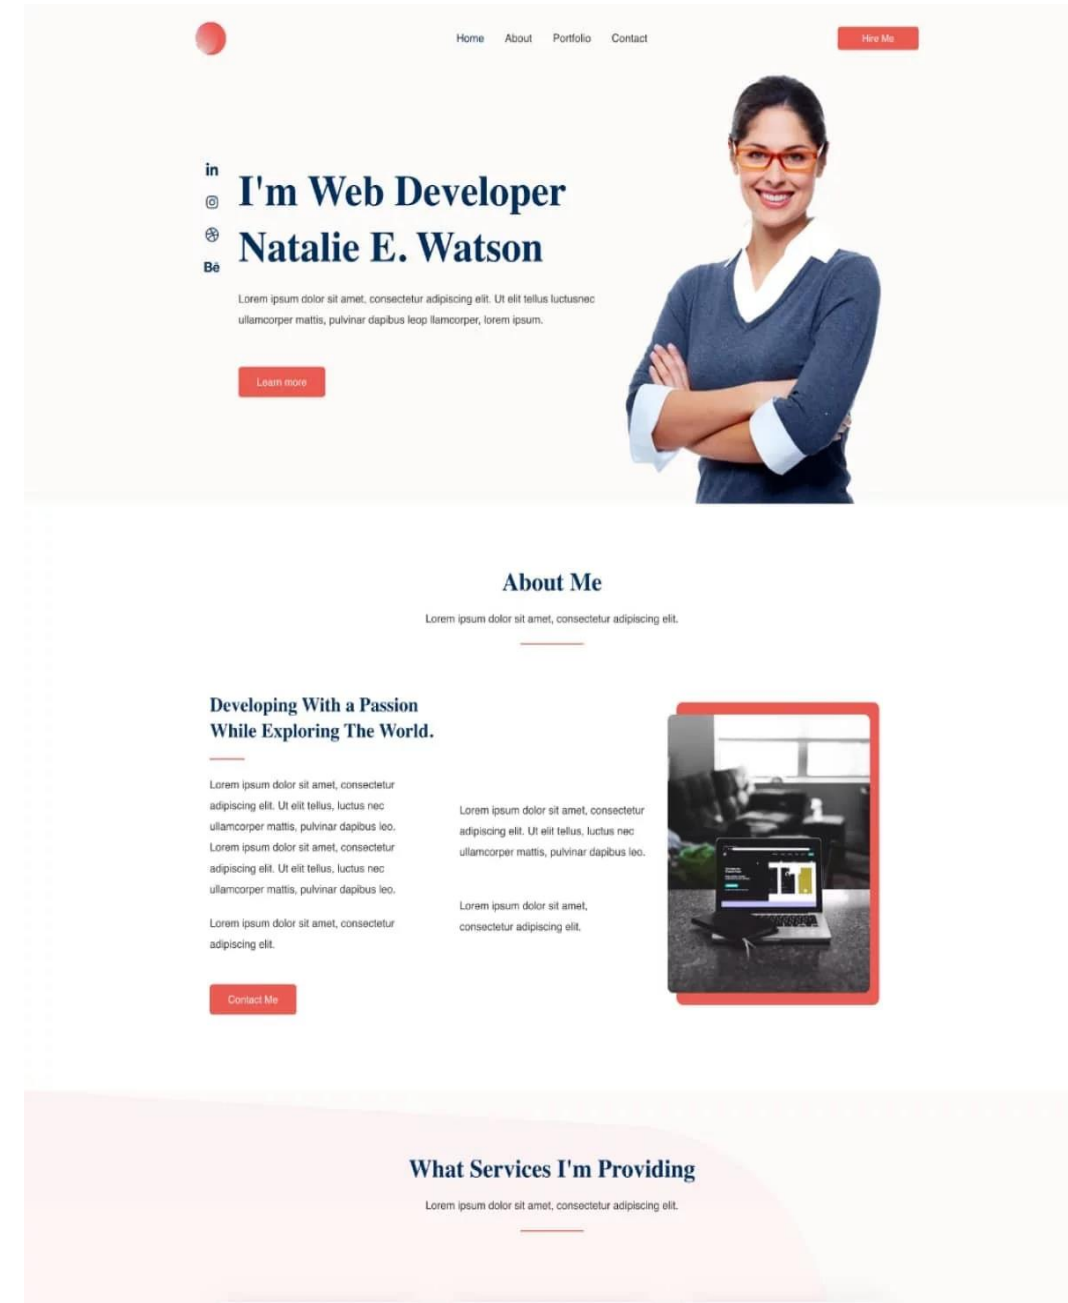 Home About Portfolio Contact Hire Me
in
I'm Web Developer
Natalie E. Watson
Bē
Lorem ipsum dolor sit amet, consectetur adipiscing elit. Ut elit tellus luctusnec
ullamcorper mattis, pulvinar dapibus leop llamcorper, lorem ipsum.
Learn more
About Me
Lorem ipsum dolor sit amet, consectetur adipiscing elit.
Developing With a Passion
While Exploring The World.
Lorem ipsum dolor sit amet, consectetur
adipiscing elit. Ut elit tellus, luctus nec
ullamcorper mattis, pulvinar dapibus leo.
Lorem ipsum dolor sit amet, consectetur
adipiscing elit. Ut elit tellus, luctus nec
ullamcorper mattis, pulvinar dapibus leo.
Lorem ipsum dolor sit amet, consectetur
adipiscing elit.
Contact Me
Lorem ipsum dolor sit amet, consectetur
adipiscing elit. Ut elit tellus, luctus nec
ullamcorper mattis, pulvinar dapibus leo.
Lorem ipsum dolor sit amet,
consectetur adipiscing elit.
What Services I'm Providing
Lorem ipsum dolor sit amet, consectetur adipiscing elit.